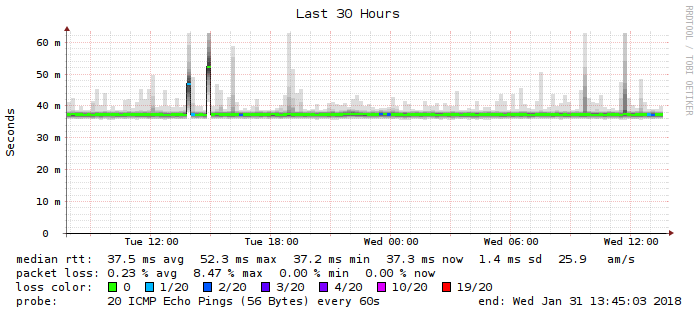 Last 30 Hours
RRDTOOL / TOBI OETIKER
Seconds
60 m
50 m
40 m
30 m
20 m
10 m
0
Tue 12:00 Tue 18:00 Wed 00:00 Wed 06:00 Wed 12:00
median rtt: 37.5 ms avg 52.3 ms max 37.2 ms min 37.3 ms now 1.4 ms sd 25.9 am/s
packet loss: 0.23 % avg 8.47 % max 0.00 % min 0.00 % now
loss color: 0 1/20 2/20 3/20 4/20 10/20 19/20
probe: 20 ICMP Echo Pings (56 Bytes) every 60s end: Wed Jan 31 13:45:03 2018